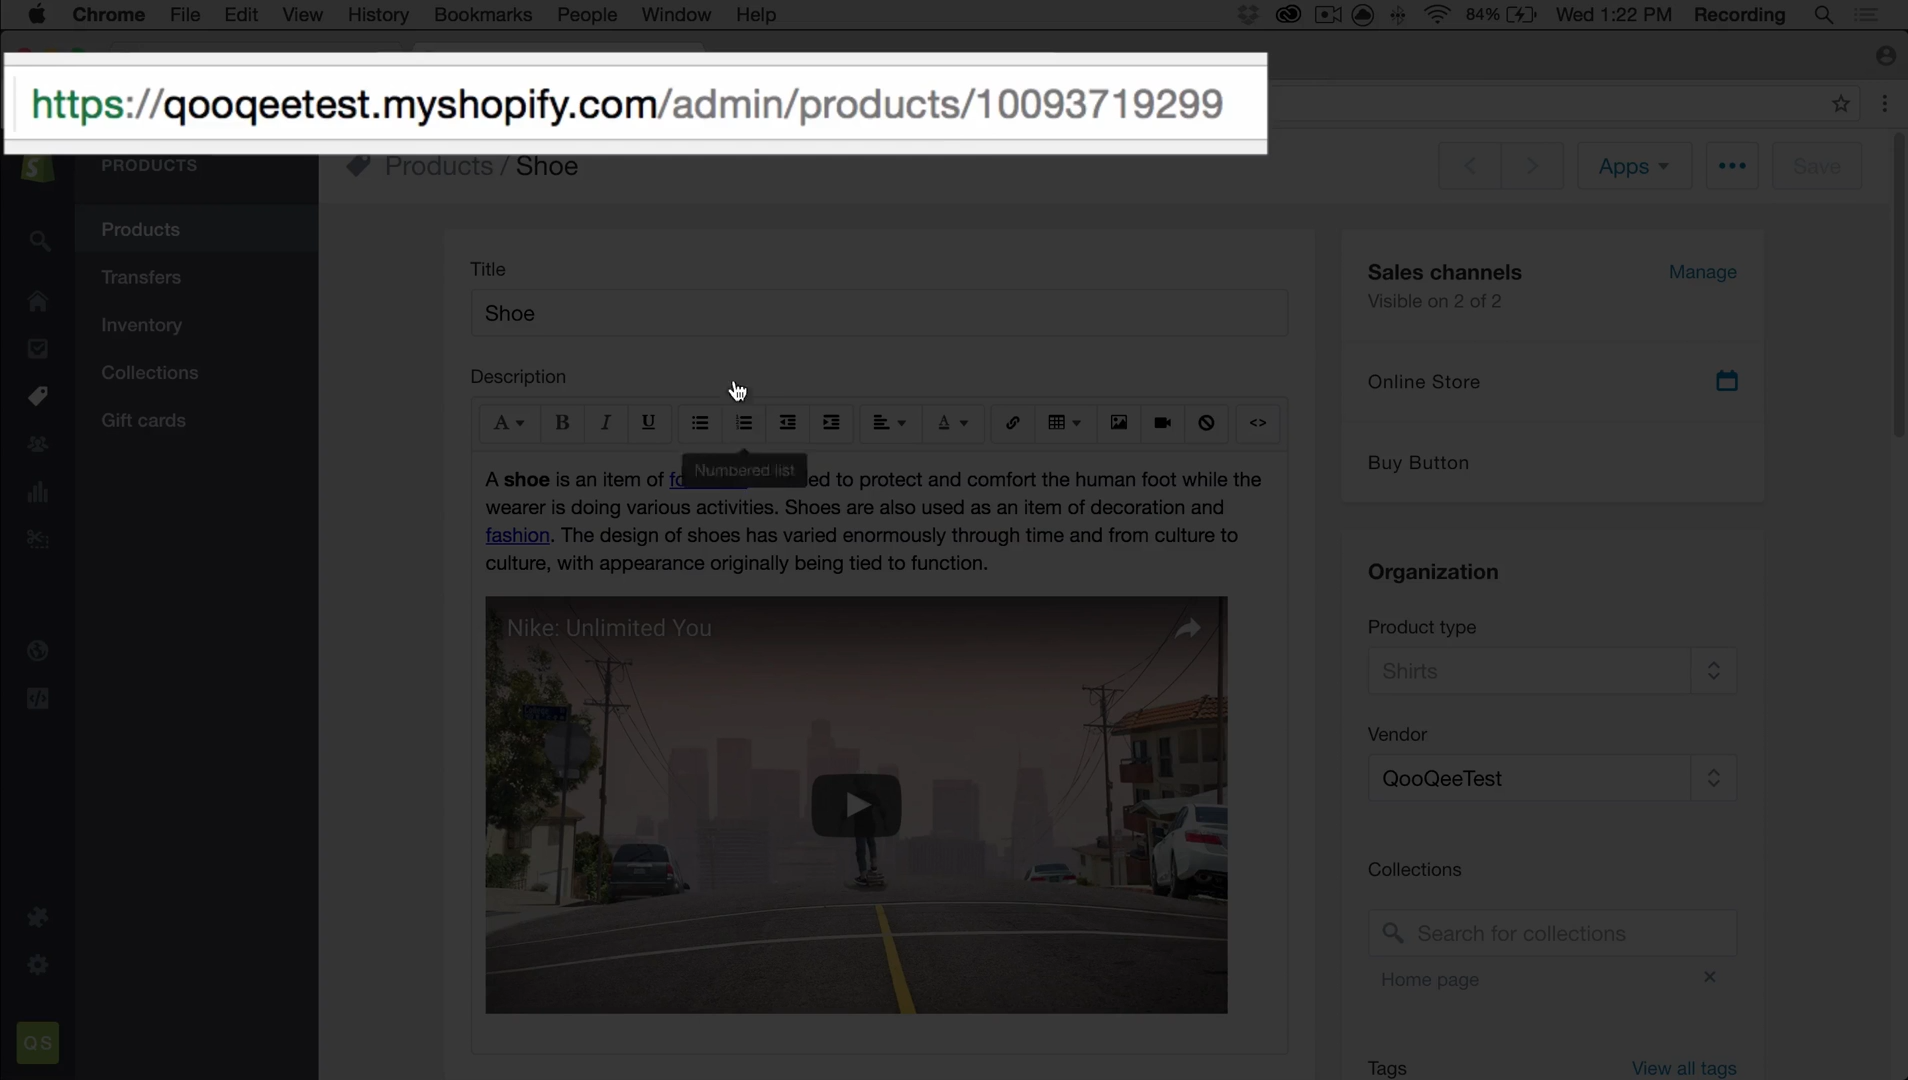 Chrome File Edit View History Bookmarks People Window Help 84% Wed 1:22 PM Recording
https://qooqeetest.myshopify.com/admin/products/10093719299
PRODUCTS
Products / Shoe
Apps
Save
Products
Transfers
Inventory
Collections
Gift cards
Title
Shoe
Description
A B I U A <>
Numbered list
A shoe is an item of ed to protect and comfort the human foot while the
wearer is doing various activities. Shoes are also used as an item of decoration and
fashion. The design of shoes has varied enormously through time and from culture to
culture, with appearance originally being tied to function.
Nike: Unlimited You
Sales channels Manage
Visible on 2 of 2
Online Store
Buy Button
Organization
Product type
Shirts
Vendor
QooQeeTest
Collections
Search for collections
Home page
Tags View all tags
QS